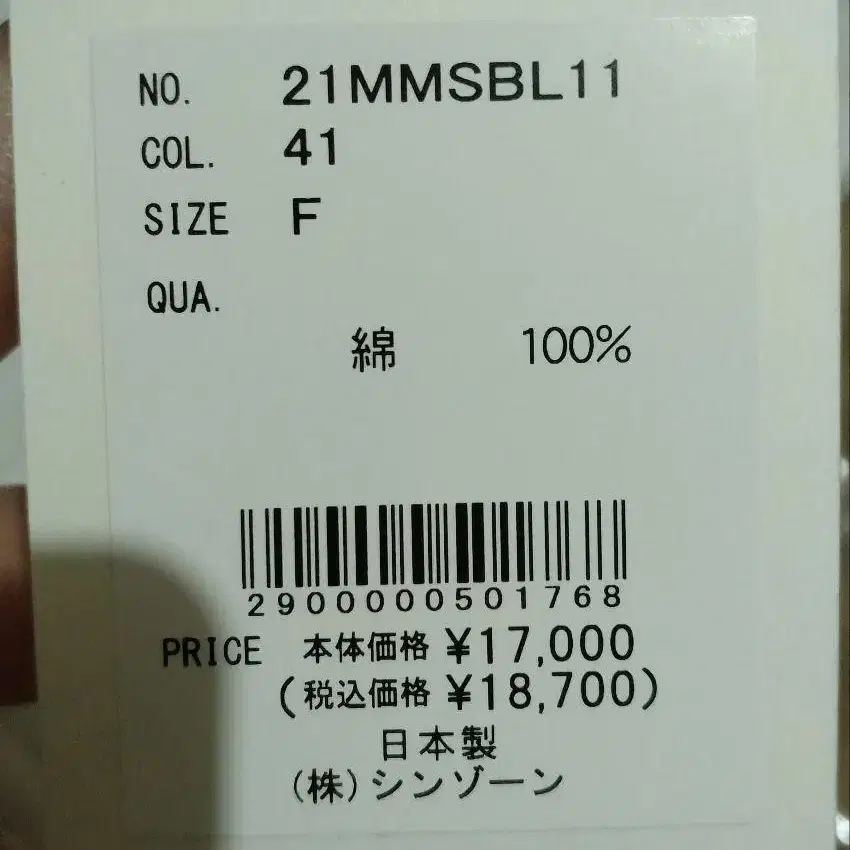 NO. 21MMSBL11
COL. 41
SIZE F
QUA.
綿 100%
2900000501768
PRICE 本体価格 ¥17,000
(税込価格 ¥18,700)
日本製
(株)シンゾーン